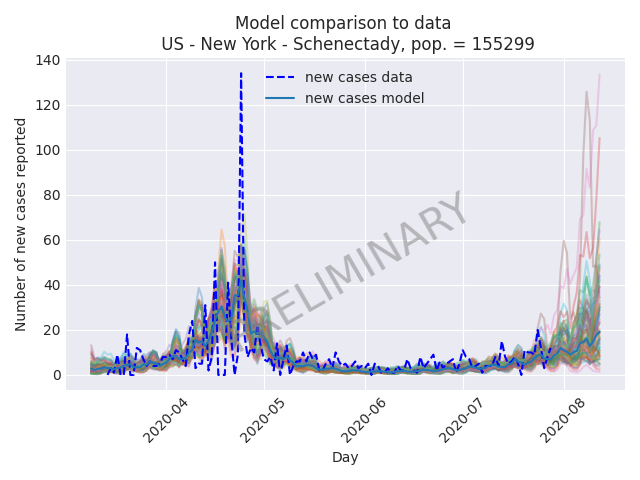 Model comparison to data
US - New York - Schenectady, pop. = 155299
new cases data
new cases model
PRELIMINARY
Number of new cases reported
140
120
100
80
60
40
20
0
2020-04
2020-05
2020-06
2020-07
2020-08
Day